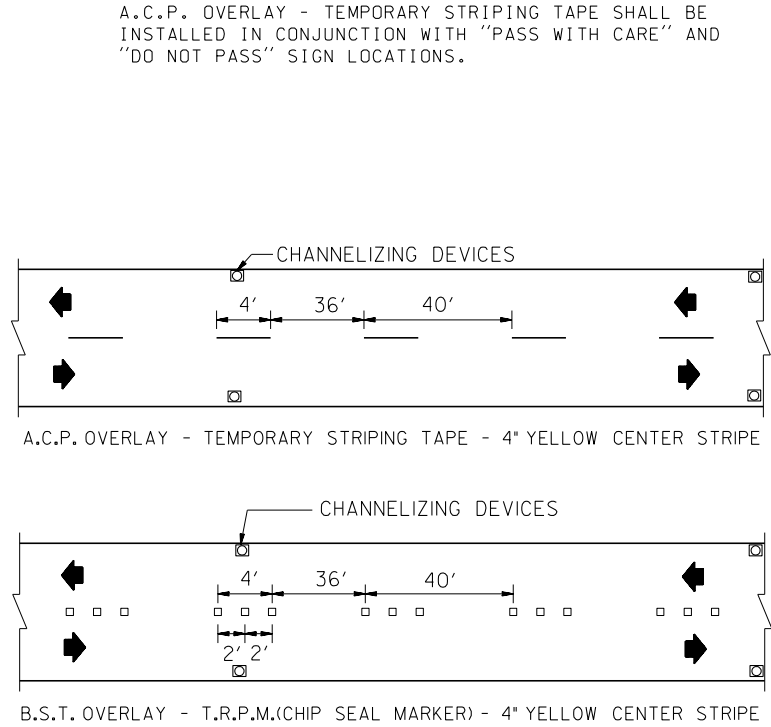 A.C.P. OVERLAY - TEMPORARY STRIPING TAPE SHALL BE
INSTALLED IN CONJUNCTION WITH "PASS WITH CARE" AND
"DO NOT PASS" SIGN LOCATIONS.
CHANNELIZING DEVICES
4' 36' 40'
A.C.P. OVERLAY - TEMPORARY STRIPING TAPE - 4" YELLOW CENTER STRIPE
CHANNELIZING DEVICES
4' 36' 40'
2' 2'
B.S.T. OVERLAY - T.R.P.M.(CHIP SEAL MARKER) - 4" YELLOW CENTER STRIPE